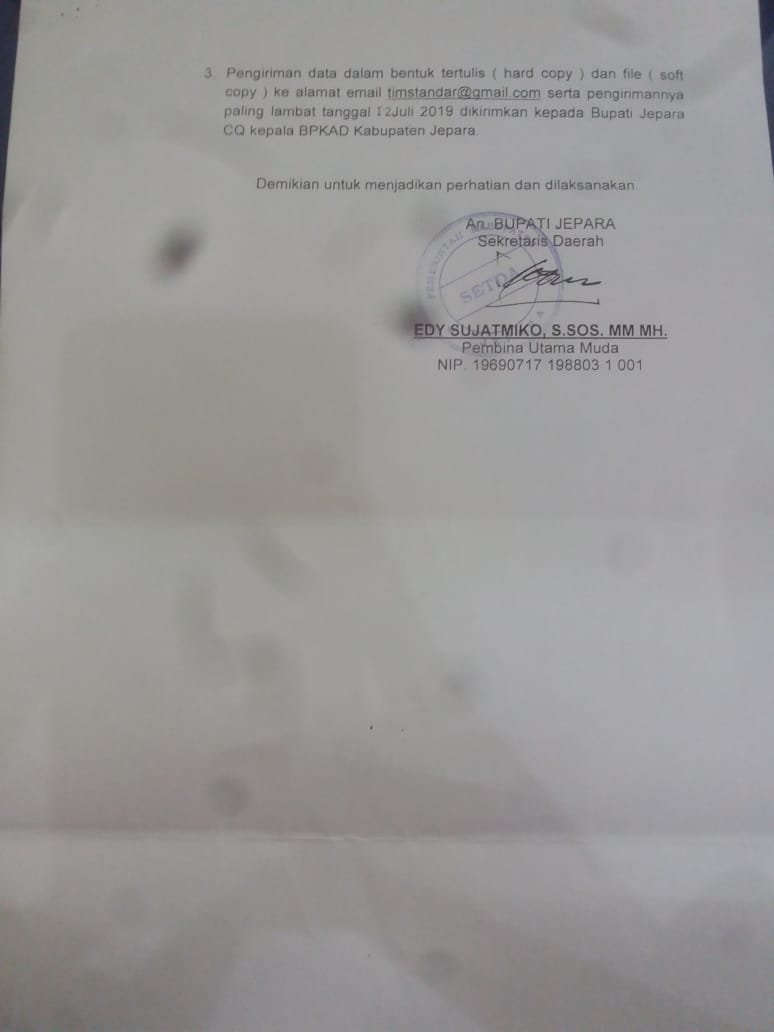 3. Pengiriman data dalam bentuk tertulis ( hard copy ) dan file ( soft
copy ) ke alamat email timstandar@gmail.com serta pengirimannya
paling lambat tanggal 12Juli 2019 dikirimkan kepada Bupati Jepara
CQ kepala BPKAD Kabupaten Jepara.
Demikian untuk menjadikan perhatian dan dilaksanakan.
An. BUPATI JEPARA
Sekretaris Daerah
SETDA
EDY SUJATMIKO, S.SOS. MM MH.
Pembina Utama Muda
NIP. 19690717 198803 1 001